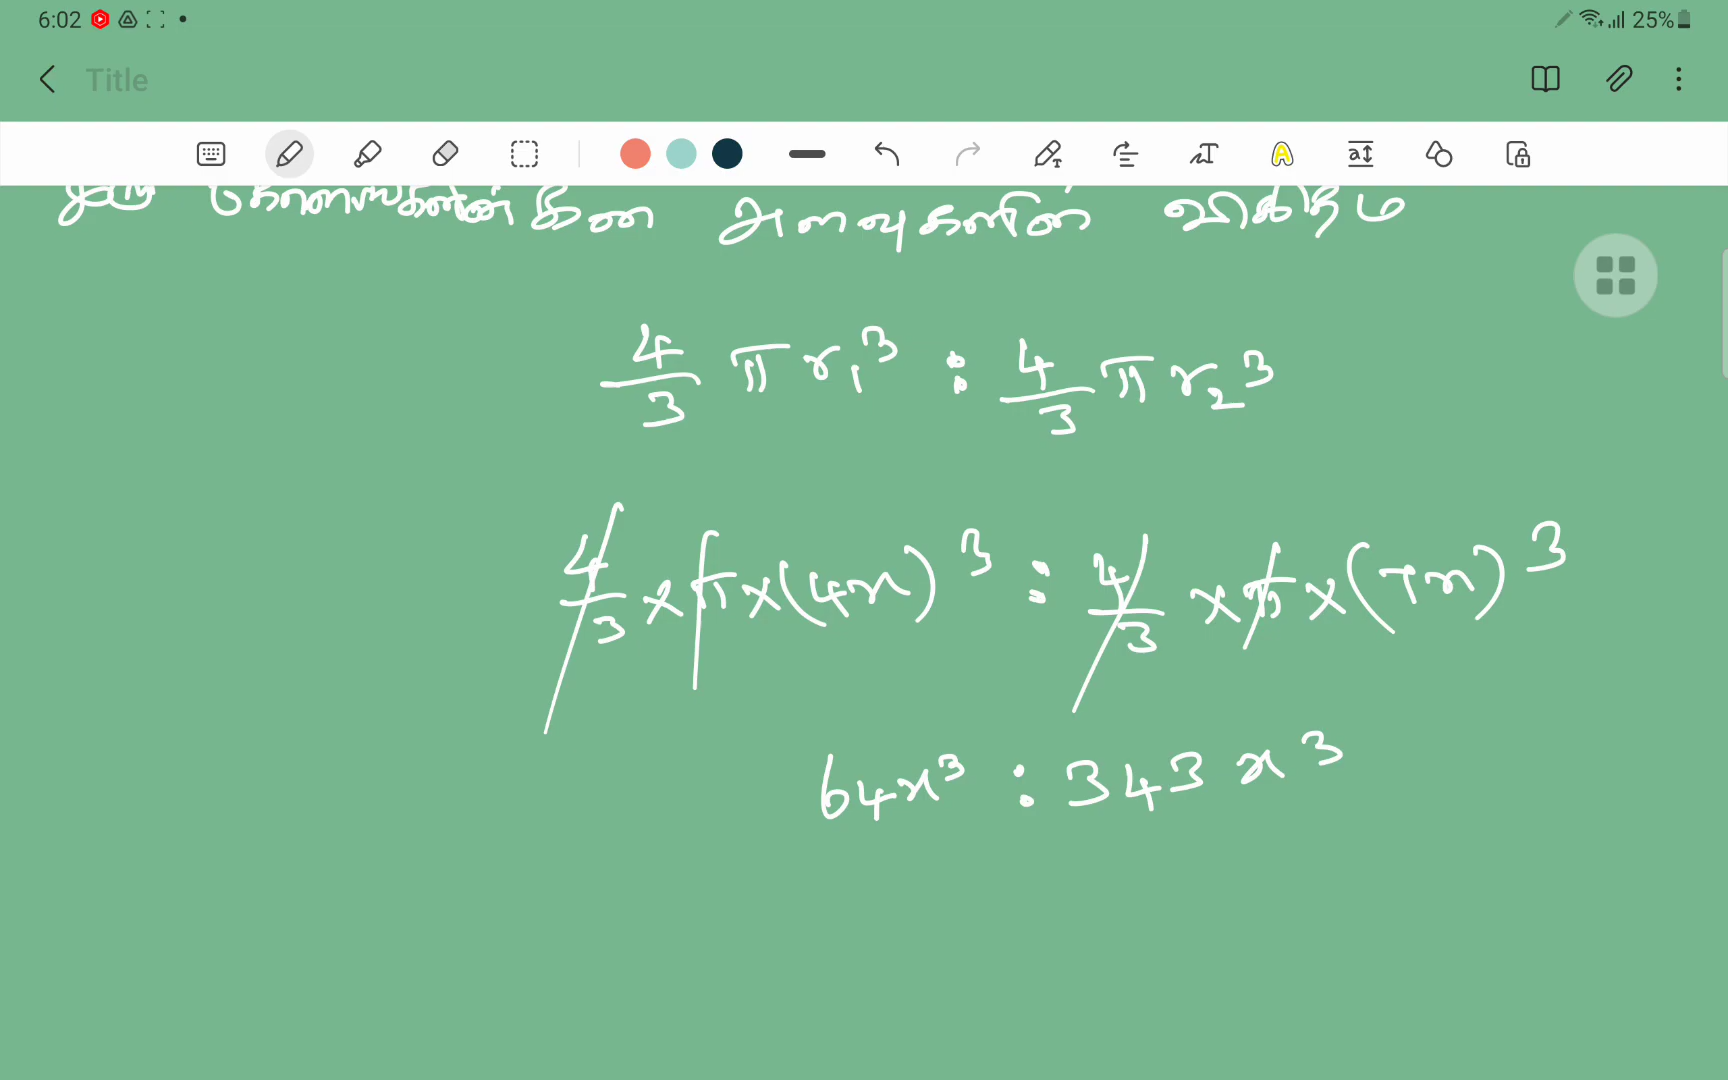 6:02 25%
Title
இரு கோளங்களின் கன அளவுகளின் விகிதம்
4/3 π r₁³ : 4/3 π r₂³
4/3 × π × (4x)³ : 4/3 × π × (7x)³
64x³ : 343x³